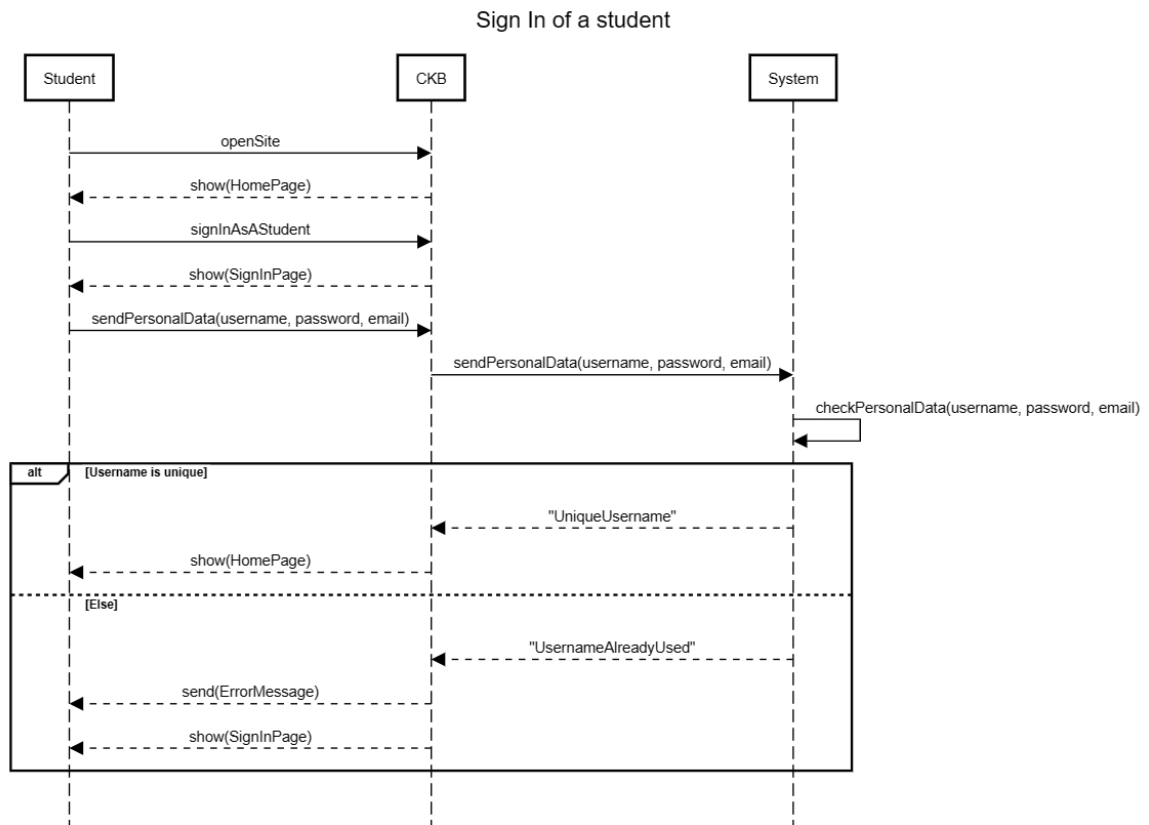 Sign In of a student
Student
CKB
System
openSite
show(HomePage)
signInAsAStudent
show(SignInPage)
sendPersonalData(username, password, email)
sendPersonalData(username, password, email)
checkPersonalData(username, password, email)
alt
[Username is unique]
"UniqueUsername"
show(HomePage)
[Else]
"UsernameAlreadyUsed"
send(ErrorMessage)
show(SignInPage)